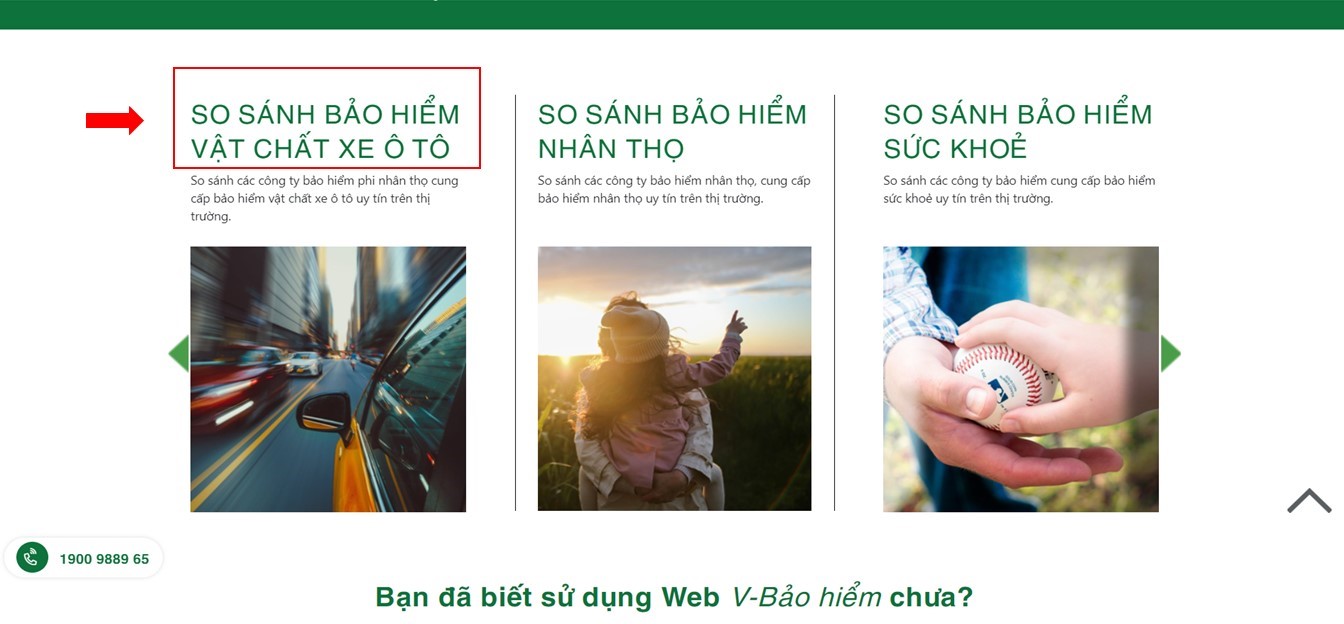 SO SÁNH BẢO HIỂM
VẬT CHẤT XE Ô TÔ
So sánh các công ty bảo hiểm phi nhân thọ cung
cấp bảo hiểm vật chất xe ô tô uy tín trên thị
trường.
SO SÁNH BẢO HIỂM
NHÂN THỌ
So sánh các công ty bảo hiểm nhân thọ, cung cấp
bảo hiểm nhân thọ uy tín trên thị trường.
SO SÁNH BẢO HIỂM
SỨC KHOẺ
So sánh các công ty bảo hiểm cung cấp bảo hiểm
sức khoẻ uy tín trên thị trường.
1900 9889 65
Bạn đã biết sử dụng Web V-Bảo hiểm chưa?